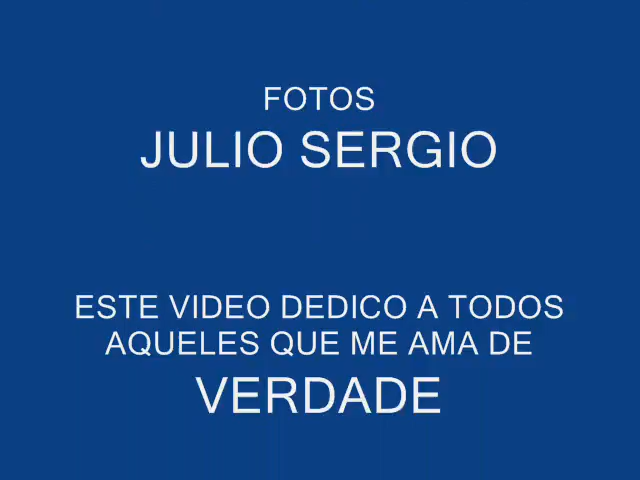 FOTOS
JULIO SERGIO
ESTE VIDEO DEDICO A TODOS
AQUELES QUE ME AMA DE
VERDADE